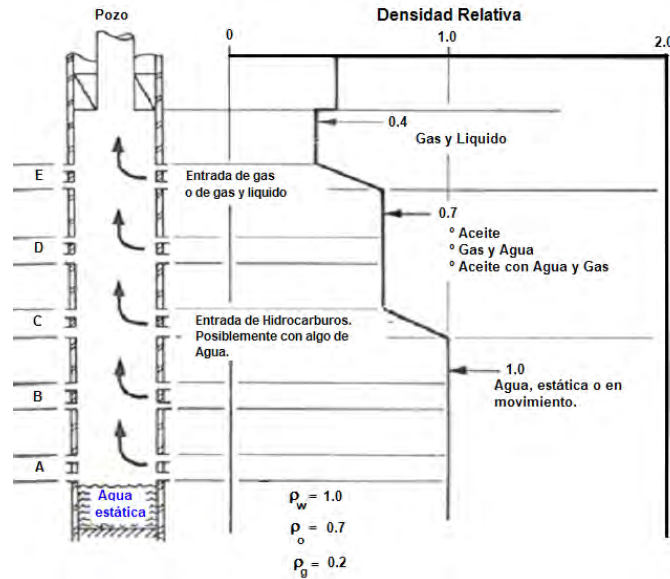 Pozo
Densidad Relativa
0
1.0
2.0
0.4
Gas y Liquido
E
Entrada de gas
o de gas y liquido
0.7
º Aceite
º Gas y Agua
º Aceite con Agua y Gas
D
C
Entrada de Hidrocarburos.
Posiblemente con algo de
Agua.
1.0
Agua, estática o en
movimiento.
B
A
Aqua
estática
ρw = 1.0
ρo = 0.7
ρg = 0.2